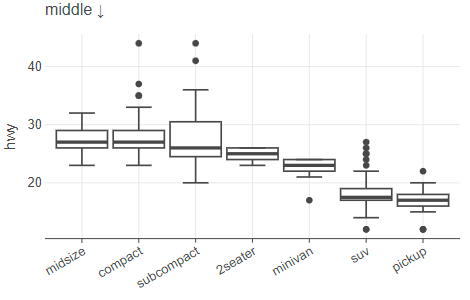 middle ↓
hwy
40
30
20
midsize
compact
subcompact
2seater
minivan
suv
pickup